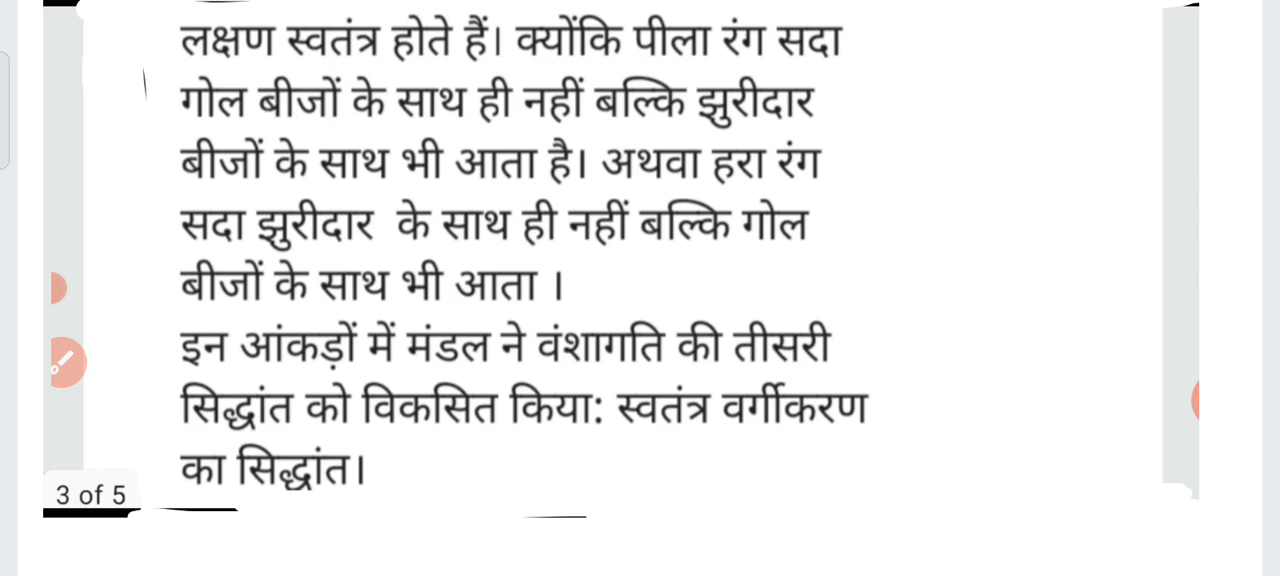 लक्षण स्वतंत्र होते हैं। क्योंकि पीला रंग सदा
गोल बीजों के साथ ही नहीं बल्कि झुरीदार
बीजों के साथ भी आता है। अथवा हरा रंग
सदा झुरीदार के साथ ही नहीं बल्कि गोल
बीजों के साथ भी आता ।
इन आंकड़ों में मंडल ने वंशागति की तीसरी
सिद्धांत को विकसित किया: स्वतंत्र वर्गीकरण
का सिद्धांत।
3 of 5